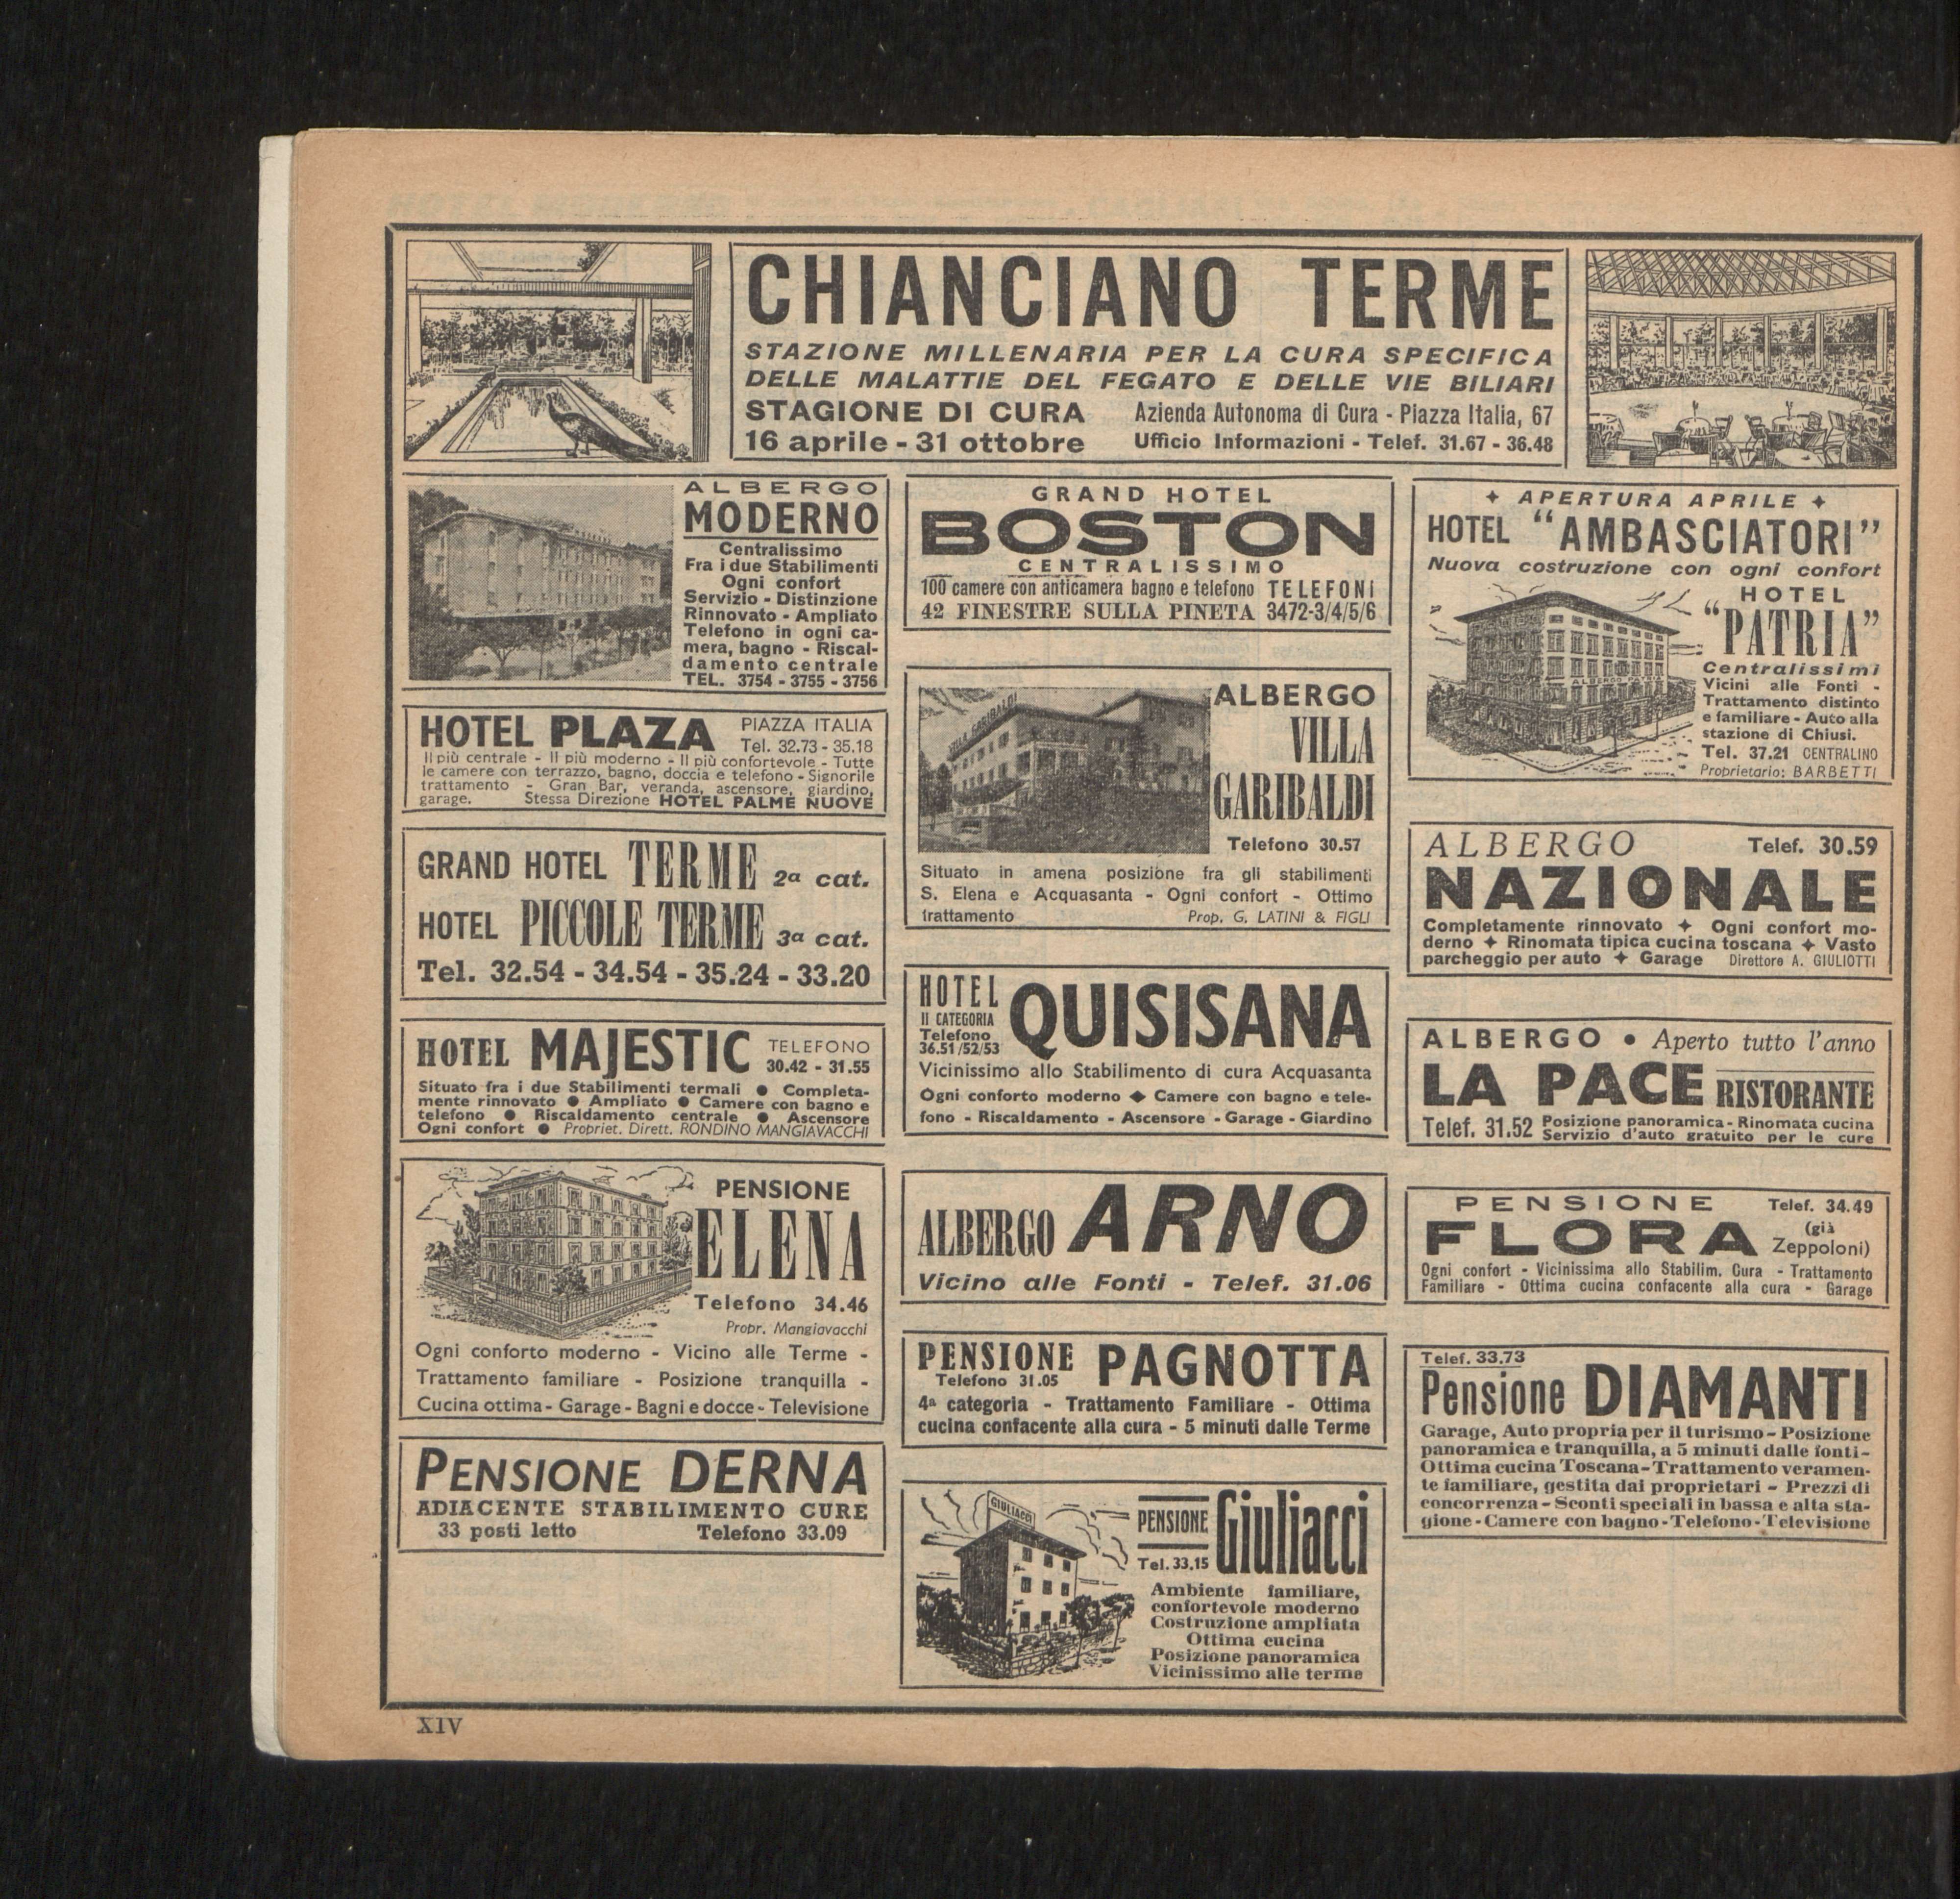 CHIANCIANO TERME
STAZIONE MILLENARIA PER LA CURA SPECIFICA
DELLE MALATTIE DEL FEGATO E DELLE VIE BILIARI
STAGIONE DI CURA
16 aprile - 31 ottobre
Azienda Autonoma di Cura - Piazza Italia, 67
Ufficio Informazioni - Telef. 31.67 - 36.48
ALBERGO
MODERNO
Centralissimo
Fra i due Stabilimenti
Ogni confort
Servizio - Distinzione
Rinnovato - Ampliato
Telefono in ogni ca-
mera, bagno - Riscal-
damento centrale
TEL. 3754 - 3755 - 3756
HOTEL PLAZA PIAZZA ITALIA
Tel. 32.73 - 35.18
Il più centrale - Il più moderno - Il più confortevole - Tutte
le camere con terrazzo, bagno, doccia e telefono - Signorile
trattamento - Gran Bar, veranda, ascensore, giardino,
garage. Stessa Direzione HOTEL PALME NUOVE
GRAND HOTEL TERME 2a cat.
HOTEL PICCOLE TERME 3a cat.
Tel. 32.54 - 34.54 - 35.24 - 33.20
HOTEL MAJESTIC TELEFONO
30.42 - 31.55
Situato fra i due Stabilimenti termali ● Completa-
mente rinnovato ● Ampliato ● Camere con bagno e
telefono ● Riscaldamento centrale ● Ascensore
Ogni confort ● Propriet. Dirett. RONDINO MANGIAVACCHI
PENSIONE
ELENA
Telefono 34.46
Propr. Mangiavacchi
Ogni conforto moderno - Vicino alle Terme -
Trattamento familiare - Posizione tranquilla -
Cucina ottima - Garage - Bagni e docce - Televisione
PENSIONE DERNA
ADIACENTE STABILIMENTO CURE
33 posti letto Telefono 33.09
GRAND HOTEL
BOSTON
CENTRALISSIMO
100 camere con anticamera bagno e telefono TELEFONI
42 FINESTRE SULLA PINETA 3472-3/4/5/6
VILLA GARIBALDI
ALBERGO
VILLA
GARIBALDI
Telefono 30.57
Situato in amena posizione fra gli stabilimenti
S. Elena e Acquasanta - Ogni confort - Ottimo
trattamento Prop. G. LATINI & FIGLI
HOTEL
II CATEGORIA
Telefono
36.51/52/53
QUISISANA
Vicinissimo allo Stabilimento di cura Acquasanta
Ogni conforto moderno ✦ Camere con bagno e tele-
fono - Riscaldamento - Ascensore - Garage - Giardino
ALBERGO ARNO
Vicino alle Fonti - Telef. 31.06
PENSIONE PAGNOTTA
Telefono 31.05
4a categoria - Trattamento Familiare - Ottima
cucina confacente alla cura - 5 minuti dalle Terme
GIULIACCI
PENSIONE Giuliacci
Tel. 33.15
Ambiente familiare,
confortevole moderno
Costruzione ampliata
Ottima cucina
Posizione panoramica
Vicinissimo alle terme
✦ APERTURA APRILE ✦
HOTEL "AMBASCIATORI"
Nuova costruzione con ogni confort
HOTEL
"PATRIA"
Centralissimi
Vicini alle Fonti -
Trattamento distinto
e familiare - Auto alla
stazione di Chiusi.
Tel. 37.21 CENTRALINO
Proprietario: BARBETTI
ALBERGO Telef. 30.59
NAZIONALE
Completamente rinnovato ✦ Ogni confort mo-
derno ✦ Rinomata tipica cucina toscana ✦ Vasto
parcheggio per auto ✦ Garage Direttore A. GIULIOTTI
ALBERGO • Aperto tutto l'anno
LA PACE RISTORANTE
Telef. 31.52 Posizione panoramica - Rinomata cucina
Servizio d'auto gratuito per le cure
PENSIONE Telef. 34.49
FLORA (già
Zeppoloni)
Ogni confort - Vicinissima allo Stabilim. Cura - Trattamento
Familiare - Ottima cucina confacente alla cura - Garage
Telef. 33.73
Pensione DIAMANTI
Garage, Auto propria per il turismo - Posizione
panoramica e tranquilla, a 5 minuti dalle fonti -
Ottima cucina Toscana - Trattamento veramen-
te familiare, gestita dai proprietari - Prezzi di
concorrenza - Sconti speciali in bassa e alta sta-
gione - Camere con bagno - Telefono - Televisione
XIV